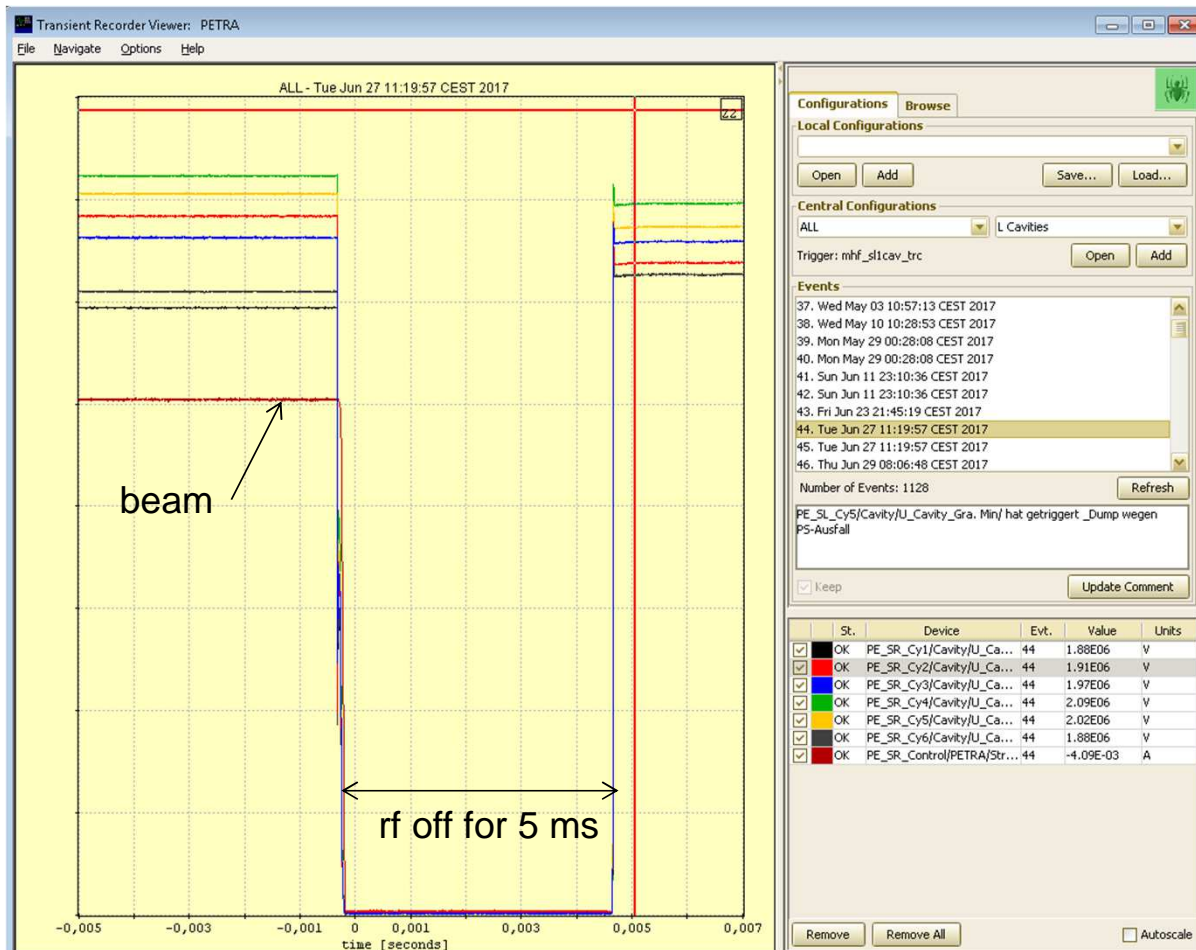 Transient Recorder Viewer: PETRA
File Navigate Options Help
ALL - Tue Jun 27 11:19:57 CEST 2017
ZZ
beam
rf off for 5 ms
-0,005 -0,003 -0,001 0 0,001 0,003 0,005 0,007
time [seconds]
Configurations Browse
Local Configurations
Open Add Save... Load...
Central Configurations
ALL L Cavities
Trigger: mhf_sl1cav_trc Open Add
Events
37. Wed May 03 10:57:13 CEST 2017
38. Wed May 10 10:28:53 CEST 2017
39. Mon May 29 00:28:08 CEST 2017
40. Mon May 29 00:28:08 CEST 2017
41. Sun Jun 11 23:10:36 CEST 2017
42. Sun Jun 11 23:10:36 CEST 2017
43. Fri Jun 23 21:45:19 CEST 2017
44. Tue Jun 27 11:19:57 CEST 2017
45. Tue Jun 27 11:19:57 CEST 2017
46. Thu Jun 29 08:06:48 CEST 2017
Number of Events: 1128 Refresh
PE_SL_Cy5/Cavity/U_Cavity_Gra. Min/ hat getriggert _Dump wegen
PS-Ausfall
Keep Update Comment
St. Device Evt. Value Units
OK PE_SR_Cy1/Cavity/U_Ca... 44 1.88E06 V
OK PE_SR_Cy2/Cavity/U_Ca... 44 1.91E06 V
OK PE_SR_Cy3/Cavity/U_Ca... 44 1.97E06 V
OK PE_SR_Cy4/Cavity/U_Ca... 44 2.09E06 V
OK PE_SR_Cy5/Cavity/U_Ca... 44 2.02E06 V
OK PE_SR_Cy6/Cavity/U_Ca... 44 1.88E06 V
OK PE_SR_Control/PETRA/Str... 44 -4.09E-03 A
Remove Remove All Autoscale